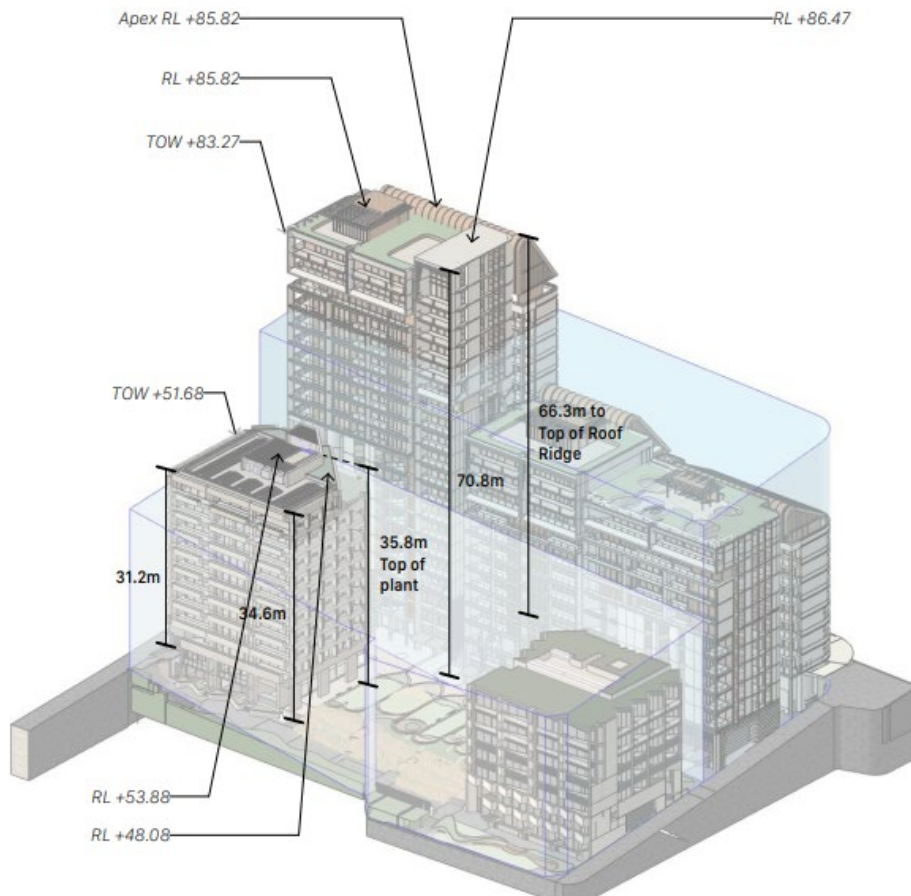 Apex RL +85.82
RL +86.47
RL +85.82
TOW +83.27
TOW +51.68
66.3m to
Top of Roof
Ridge
70.8m
35.8m
Top of
plant
31.2m
34.6m
RL +53.88
RL +48.08